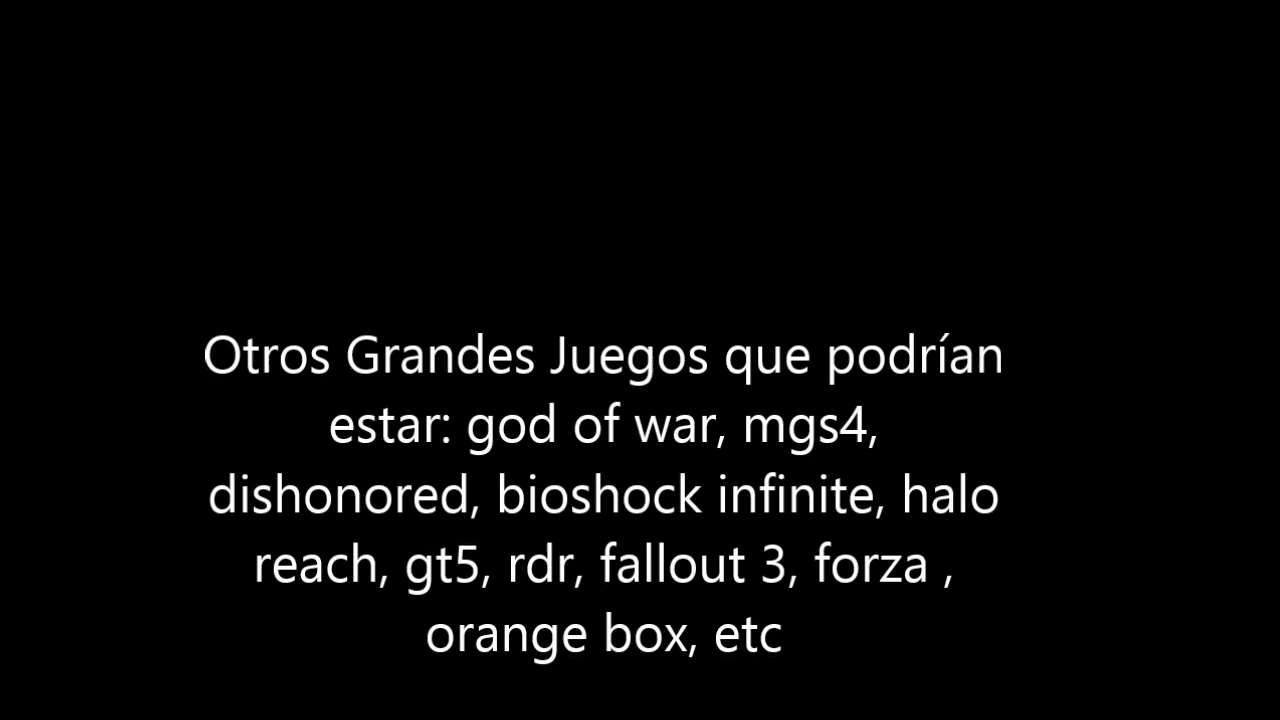 Otros Grandes Juegos que podrían
estar: god of war, mgs4,
dishonored, bioshock infinite, halo
reach, gt5, rdr, fallout 3, forza ,
orange box, etc